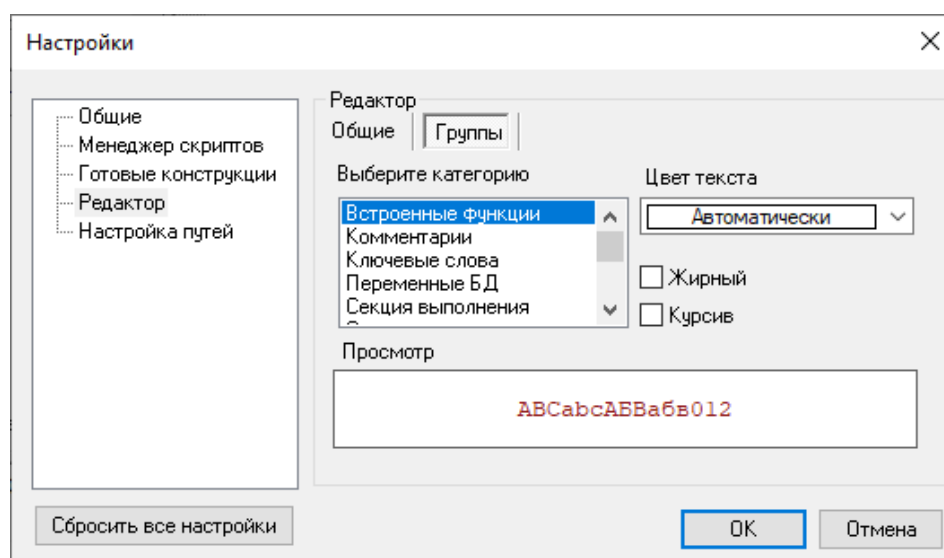 Настройки
Общие
Менеджер скриптов
Готовые конструкции
Редактор
Настройка путей
Редактор
Общие
Группы
Выберите категорию
Встроенные функции
Комментарии
Ключевые слова
Переменные БД
Секция выполнения
Цвет текста
Автоматически
Жирный
Курсив
Просмотр
ABCabcАБВабв012
Сбросить все настройки
OK
Отмена